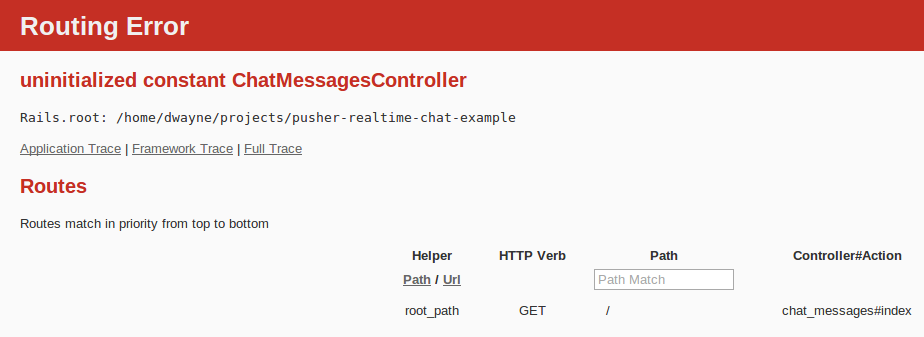 Routing Error
uninitialized constant ChatMessagesController
Rails.root: /home/dwayne/projects/pusher-realtime-chat-example
Application Trace | Framework Trace | Full Trace
Routes
Routes match in priority from top to bottom
Helper HTTP Verb Path Controller#Action
Path / Url Path Match
root_path GET / chat_messages#index